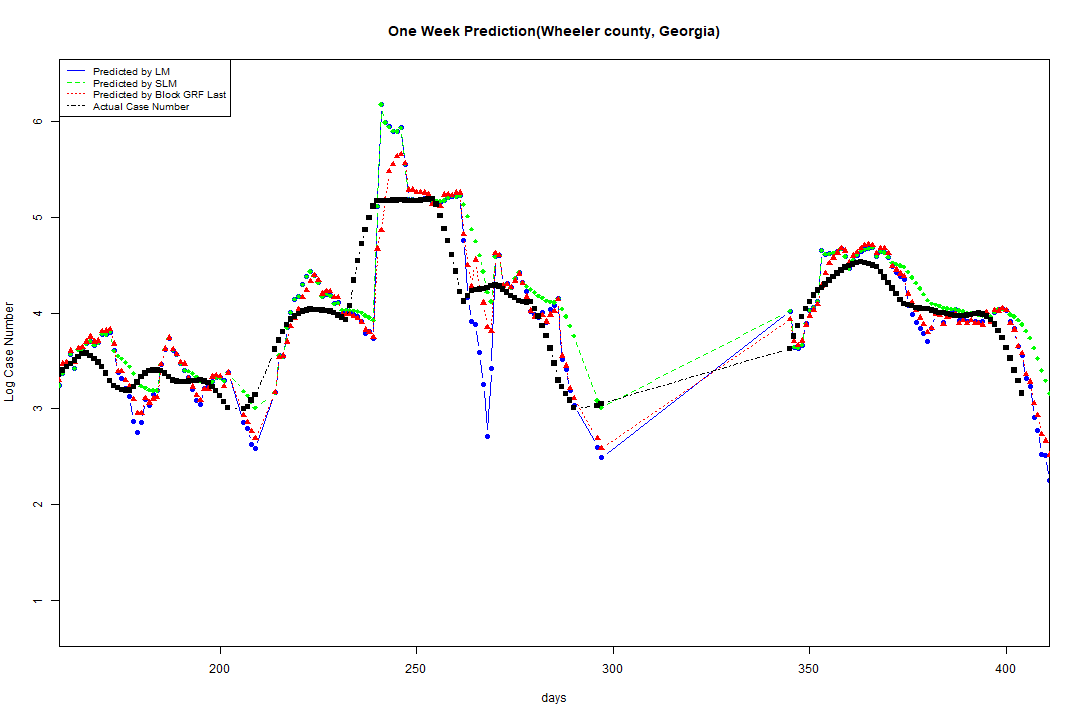 One Week Prediction(Wheeler county, Georgia)
Predicted by LM
Predicted by SLM
Predicted by Block GRF Last
Actual Case Number
Log Case Number
6
5
4
3
2
1
200 250 300 350 400
days